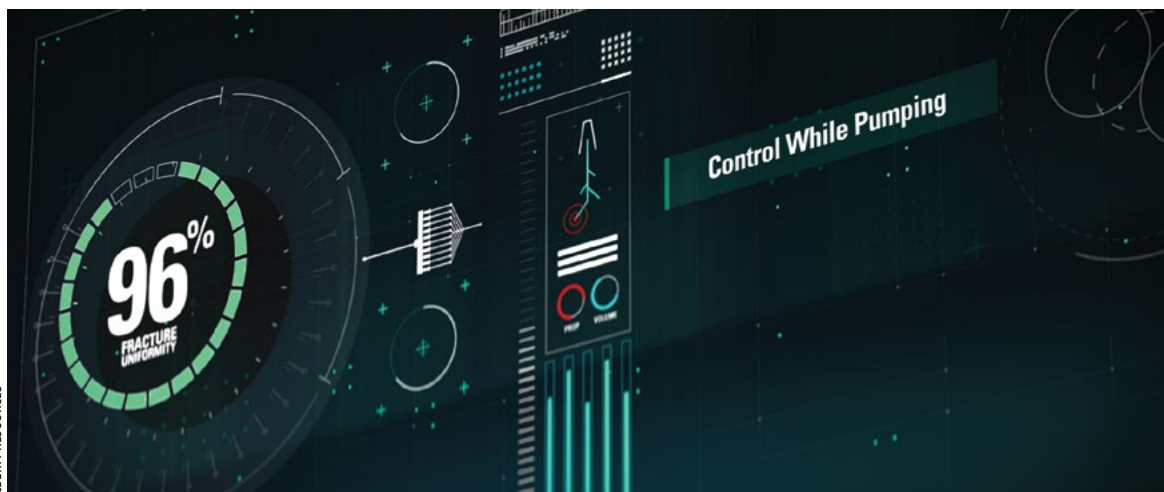 96%
FRACTURE
UNIFORMITY
PROP
VOLUME
Control While Pumping